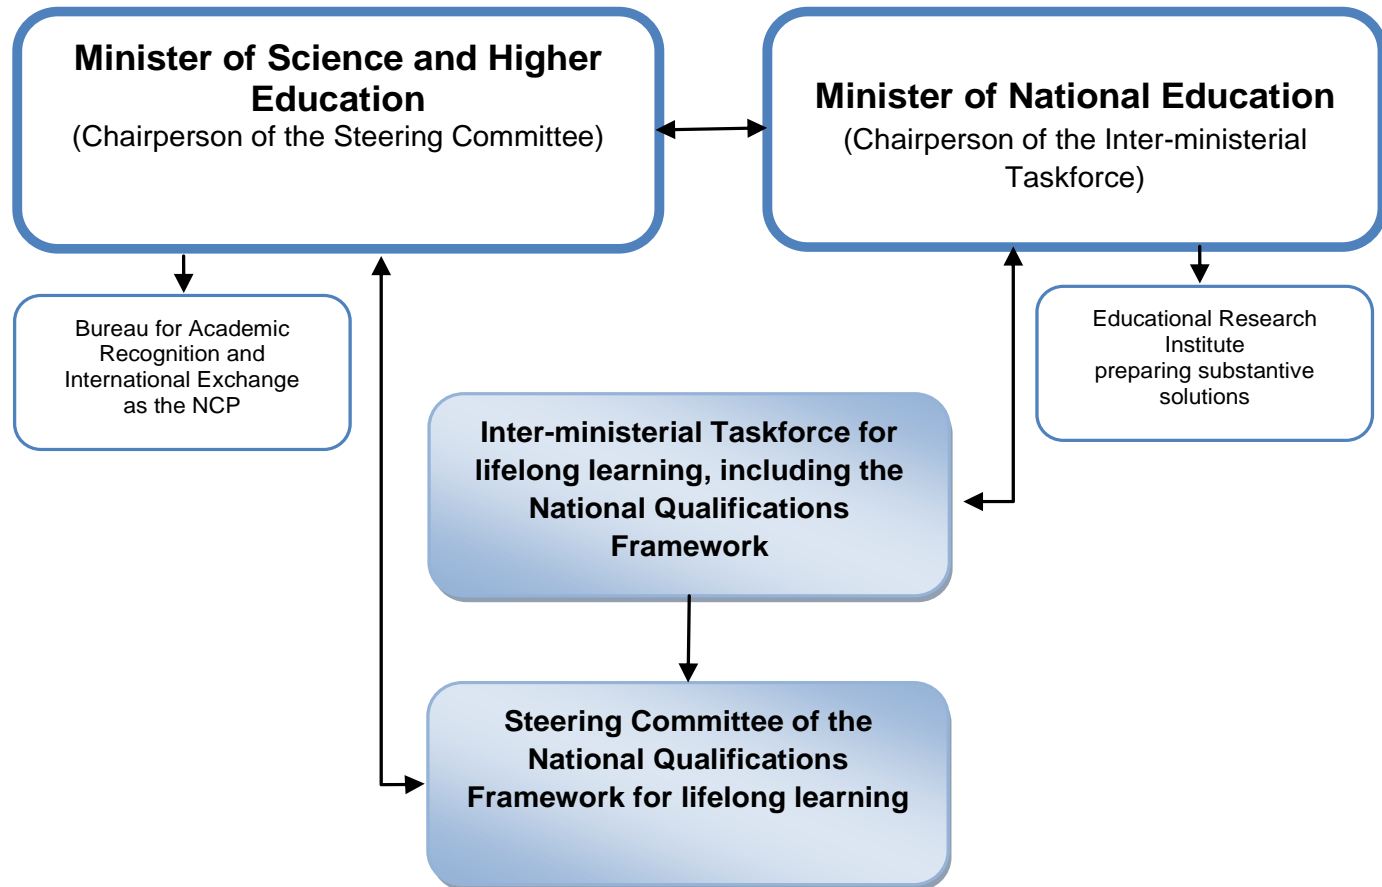 Minister of Science and Higher
Education
(Chairperson of the Steering Committee)
Minister of National Education
(Chairperson of the Inter-ministerial
Taskforce)
Bureau for Academic
Recognition and
International Exchange
as the NCP
Educational Research
Institute
preparing substantive
solutions
Inter-ministerial Taskforce for
lifelong learning, including the
National Qualifications
Framework
Steering Committee of the
National Qualifications
Framework for lifelong learning